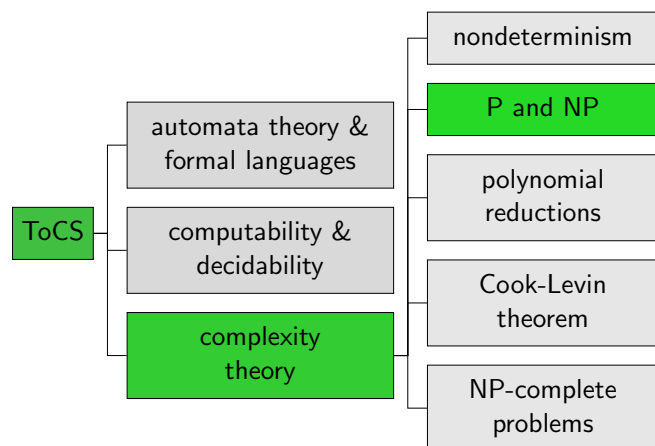 ToCS
automata theory &
formal languages
computability &
decidability
complexity
theory
nondeterminism
P and NP
polynomial
reductions
Cook-Levin
theorem
NP-complete
problems